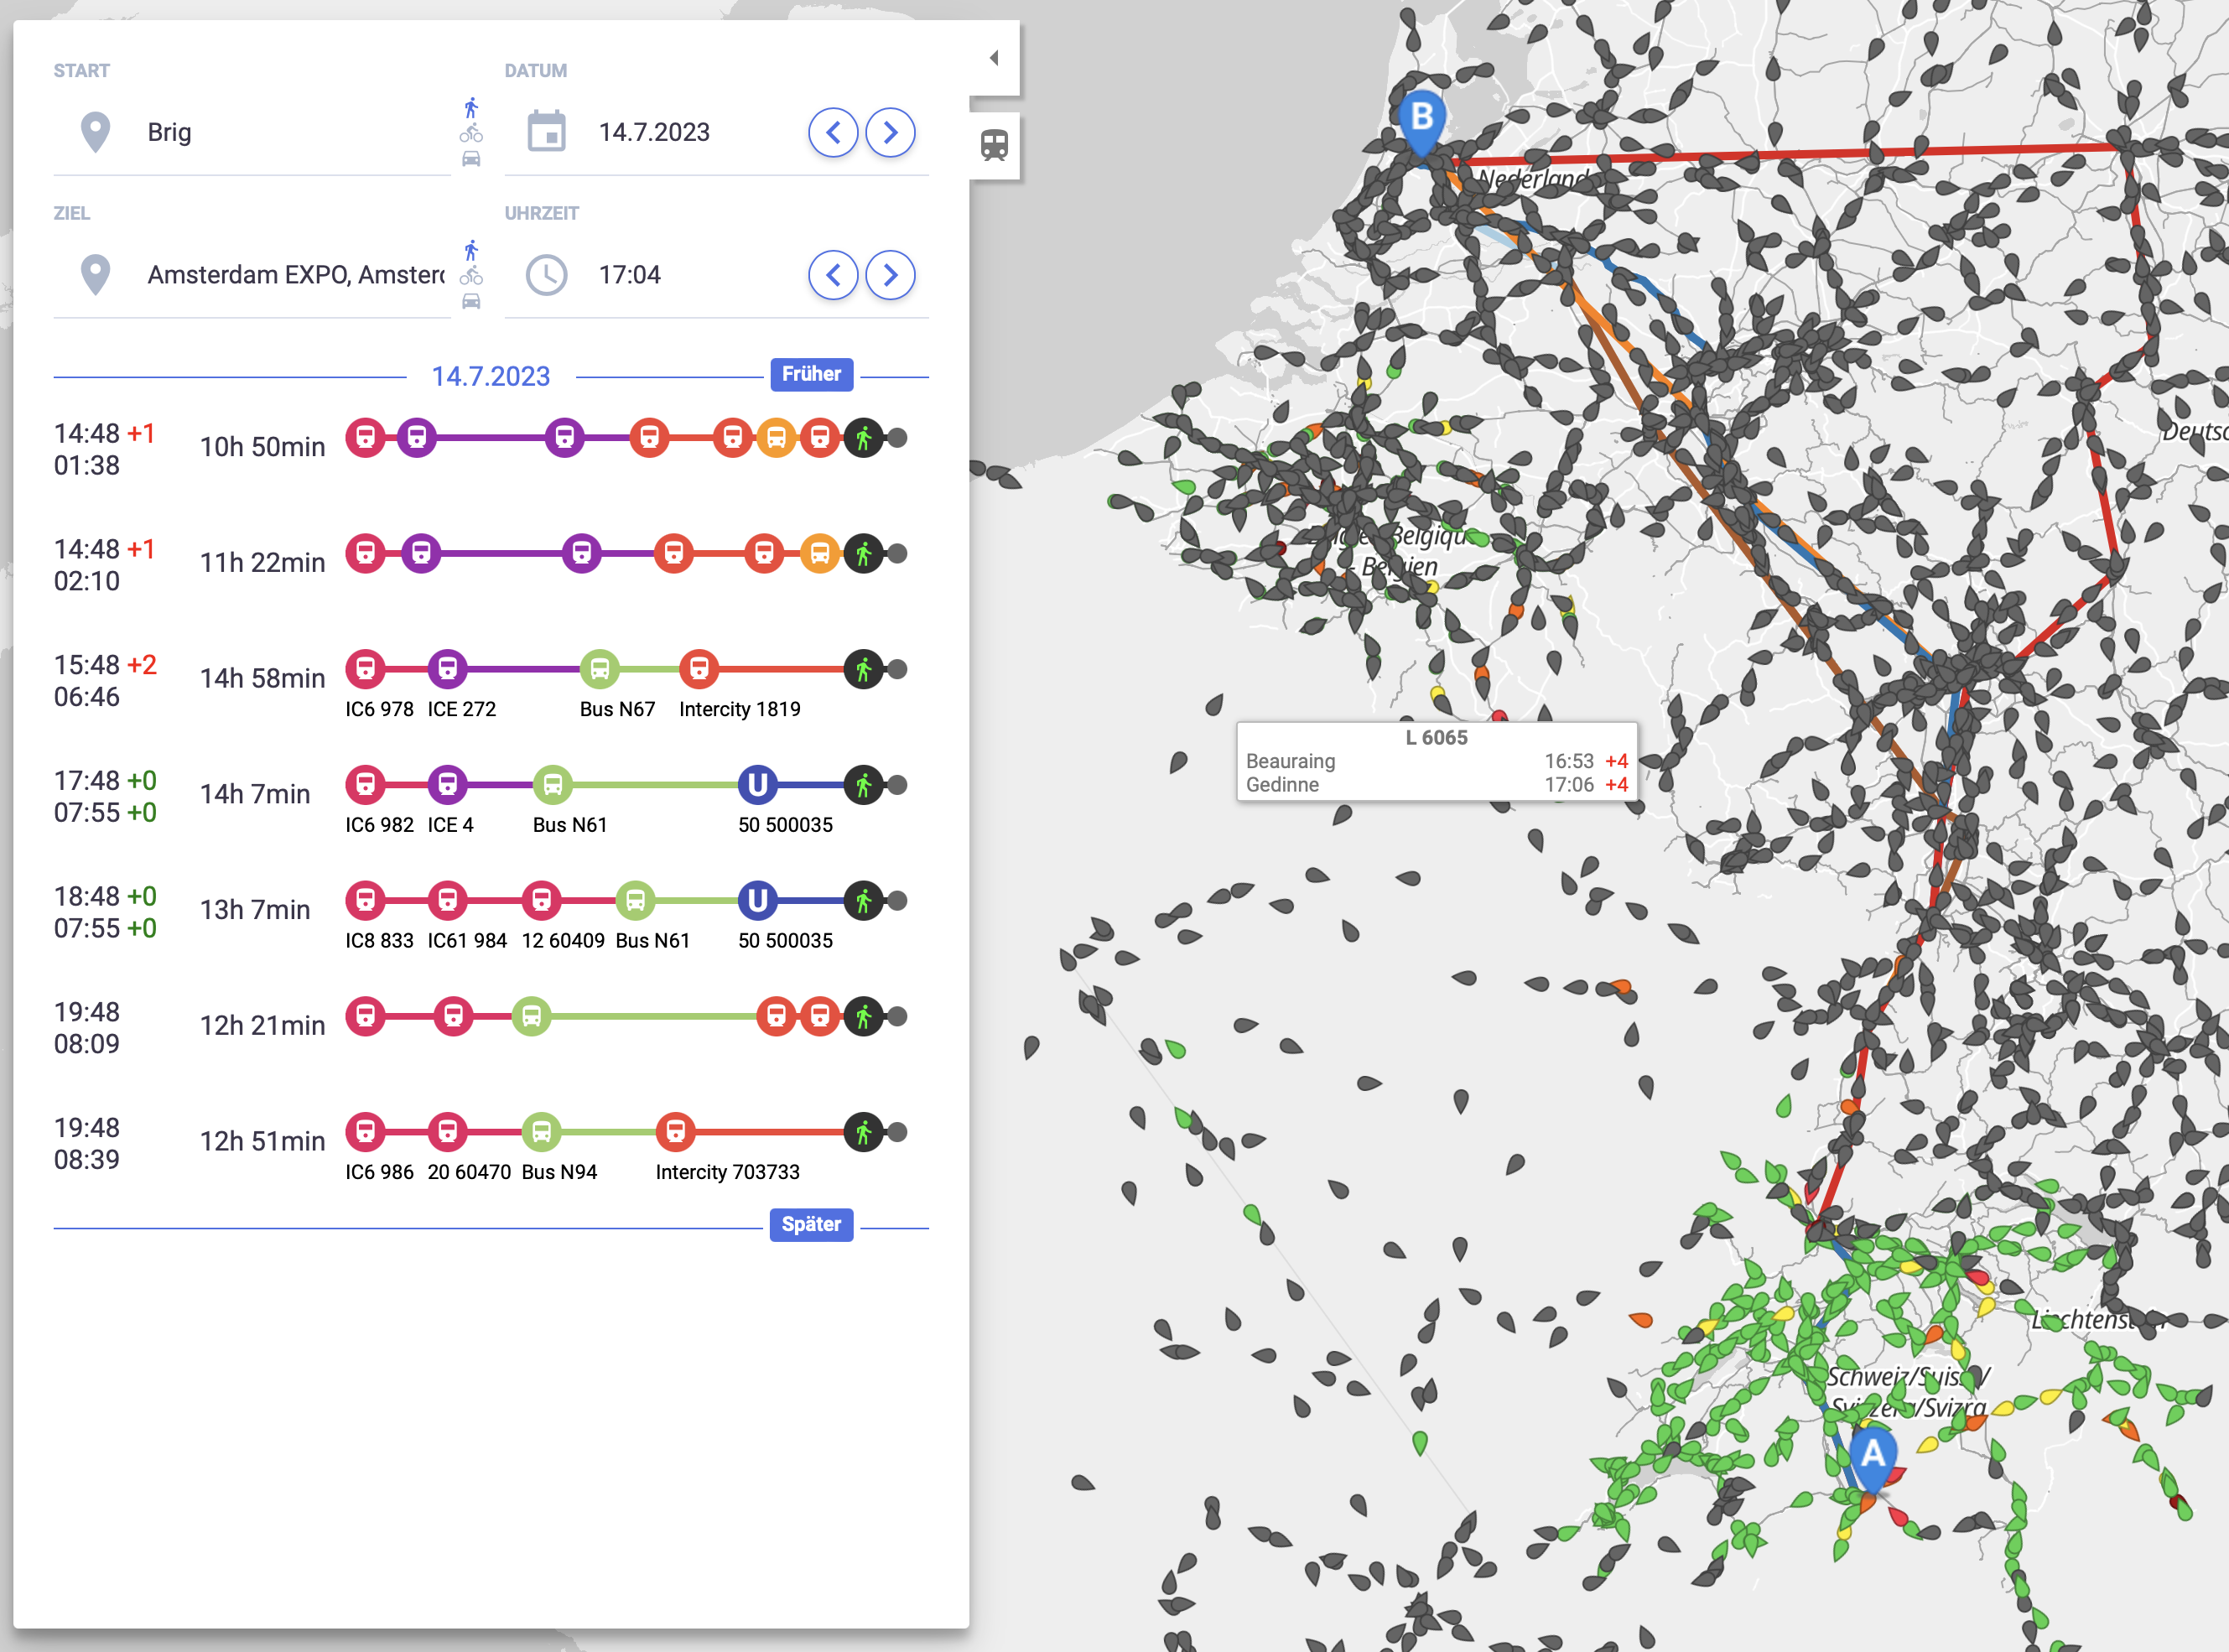 START
Brig
DATUM
14.7.2023
ZIEL
Amsterdam EXPO, Amster
UHRZEIT
17:04
14.7.2023
Früher
14:48 +1
01:38
10h 50min
14:48 +1
02:10
11h 22min
15:48 +2
06:46
14h 58min
IC6 978 ICE 272 Bus N67 Intercity 1819
17:48 +0
07:55 +0
14h 7min
U
IC6 982 ICE 4 Bus N61 50 500035
18:48 +0
07:55 +0
13h 7min
U
IC8 833 IC61 984 12 60409 Bus N61 50 500035
19:48
08:09
12h 21min
19:48
08:39
12h 51min
IC6 986 20 60470 Bus N94 Intercity 703733
Später
B
Nederland
Deutsc
Belgien
L 6065
Beauraing 16:53 +4
Gedinne 17:06 +4
Schweiz/Suisse/
Svizzera/Svizra
A